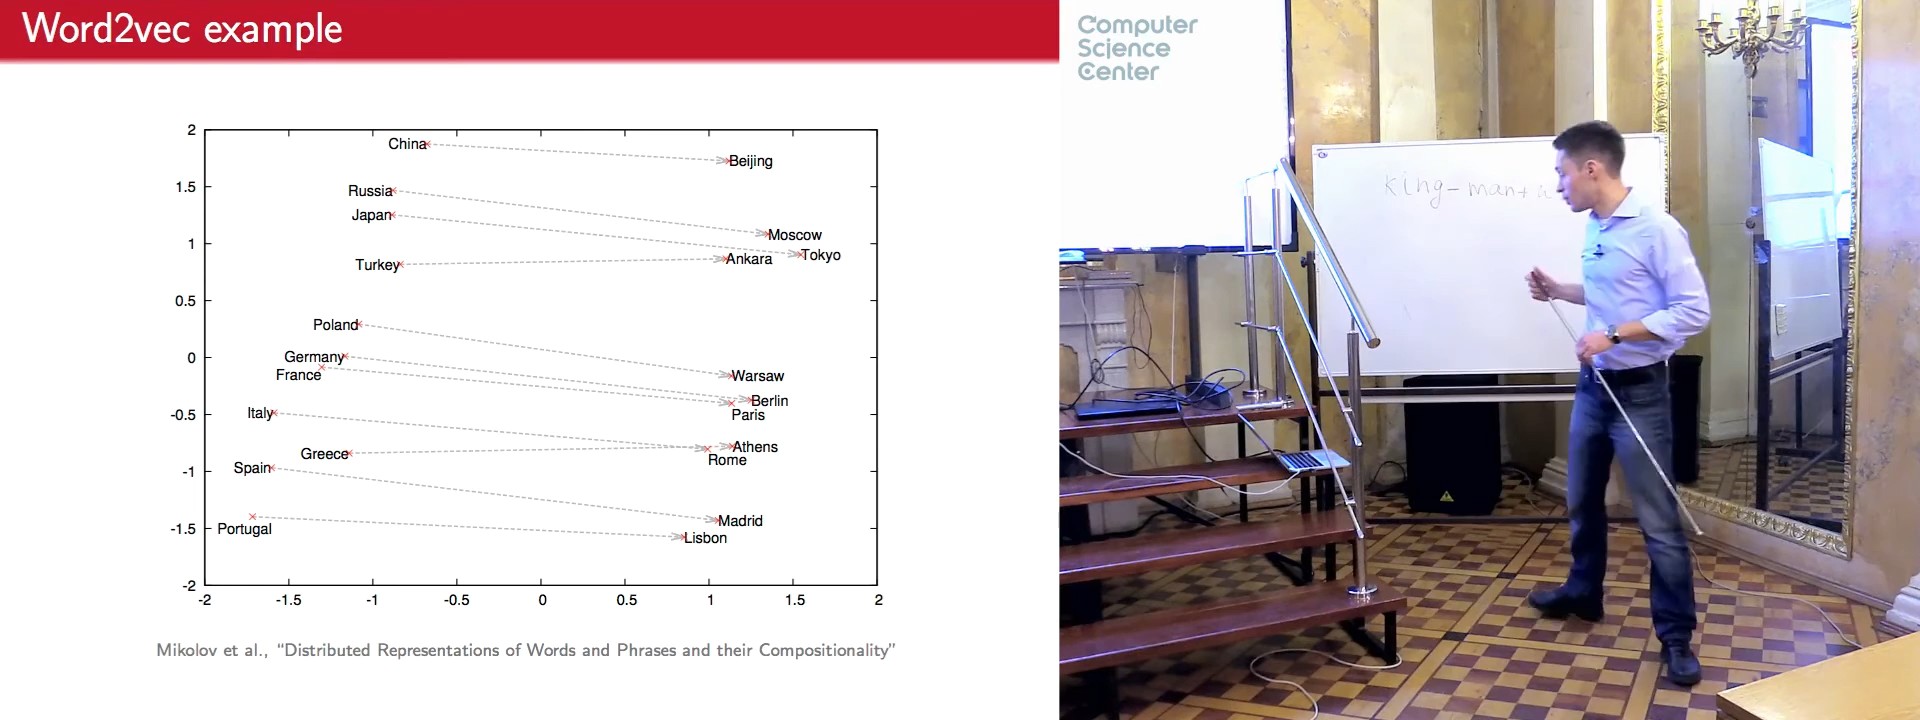 Word2vec example
2
1.5
1
0.5
0
-0.5
-1
-1.5
-2
-2
-1.5
-1
-0.5
0
0.5
1
1.5
2
China
Beijing
Russia
Moscow
Japan
Tokyo
Turkey
Ankara
Poland
Warsaw
Germany
Berlin
France
Paris
Italy
Rome
Greece
Athens
Spain
Madrid
Portugal
Lisbon
Mikolov et al., “Distributed Representations of Words and Phrases and their Compositionality”
Computer
Science
Center
king - man +